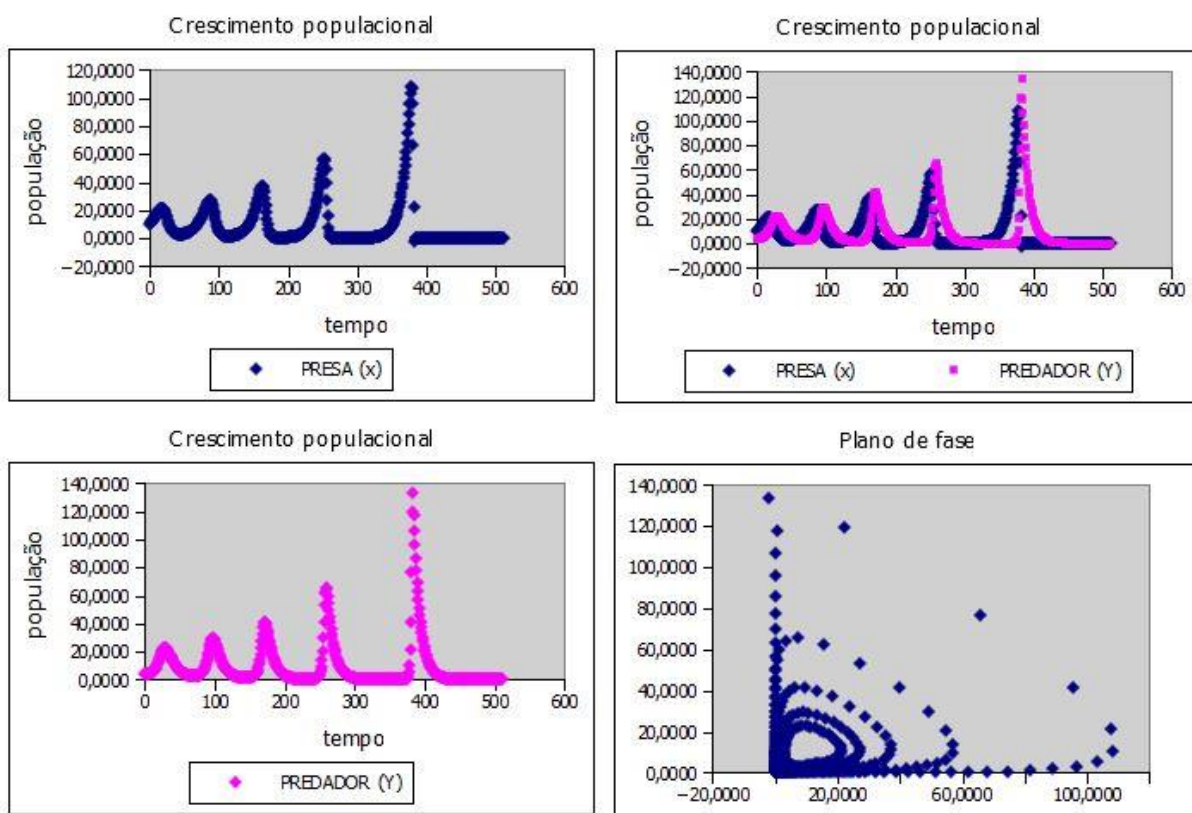 Crescimento populacional
120,0000
100,0000
80,0000
60,0000
40,0000
20,0000
0,0000
−20,0000
população
0 100 200 300 400 500 600
tempo
PRESA (x)
Crescimento populacional
140,0000
120,0000
100,0000
80,0000
60,0000
40,0000
20,0000
0,0000
−20,0000
população
0 100 200 300 400 500 600
tempo
PRESA (x) PREDADOR (Y)
Crescimento populacional
140,0000
120,0000
100,0000
80,0000
60,0000
40,0000
20,0000
0,0000
população
0 100 200 300 400 500 600
tempo
PREDADOR (Y)
Plano de fase
140,0000
120,0000
100,0000
80,0000
60,0000
40,0000
20,0000
0,0000
−20,0000 20,0000 60,0000 100,0000